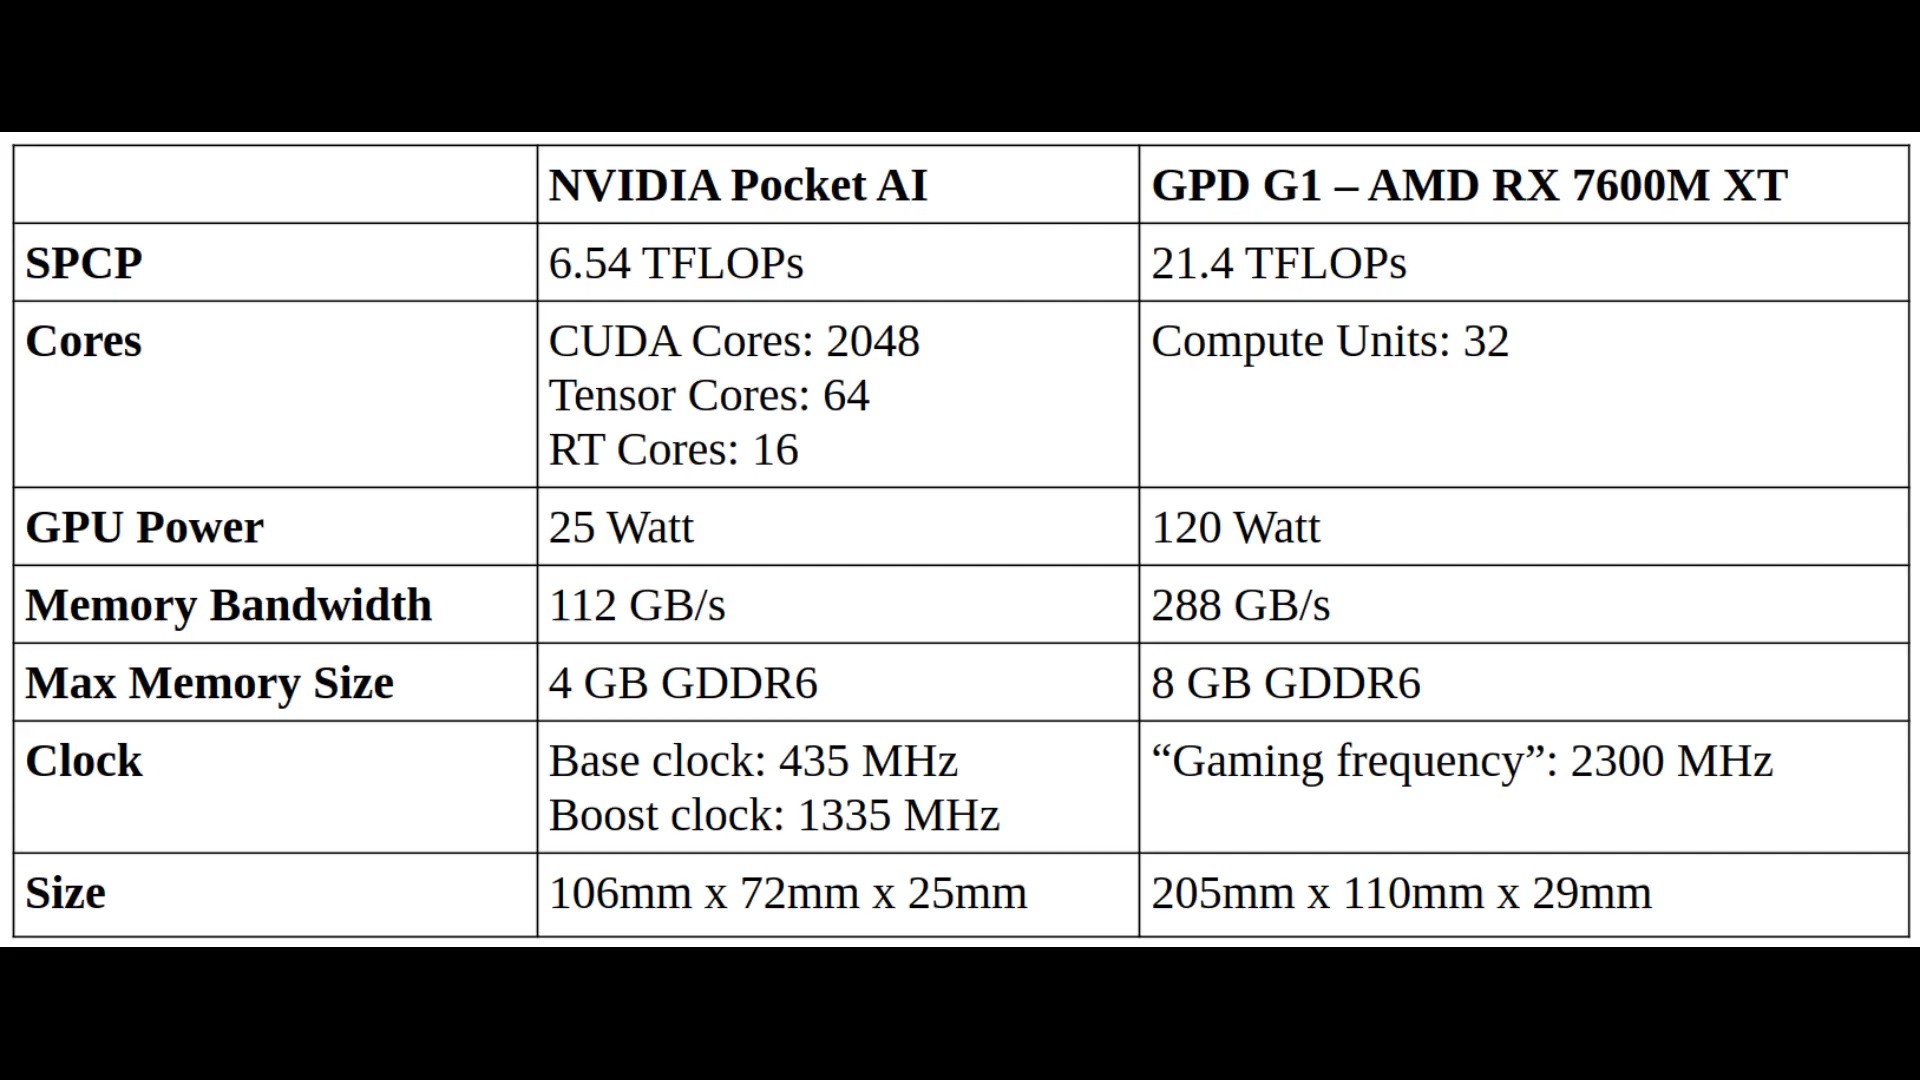 NVIDIA Pocket AI
GPD G1 – AMD RX 7600M XT
SPCP
6.54 TFLOPs
21.4 TFLOPs
Cores
CUDA Cores: 2048
Tensor Cores: 64
RT Cores: 16
Compute Units: 32
GPU Power
25 Watt
120 Watt
Memory Bandwidth
112 GB/s
288 GB/s
Max Memory Size
4 GB GDDR6
8 GB GDDR6
Clock
Base clock: 435 MHz
Boost clock: 1335 MHz
“Gaming frequency”: 2300 MHz
Size
106mm x 72mm x 25mm
205mm x 110mm x 29mm